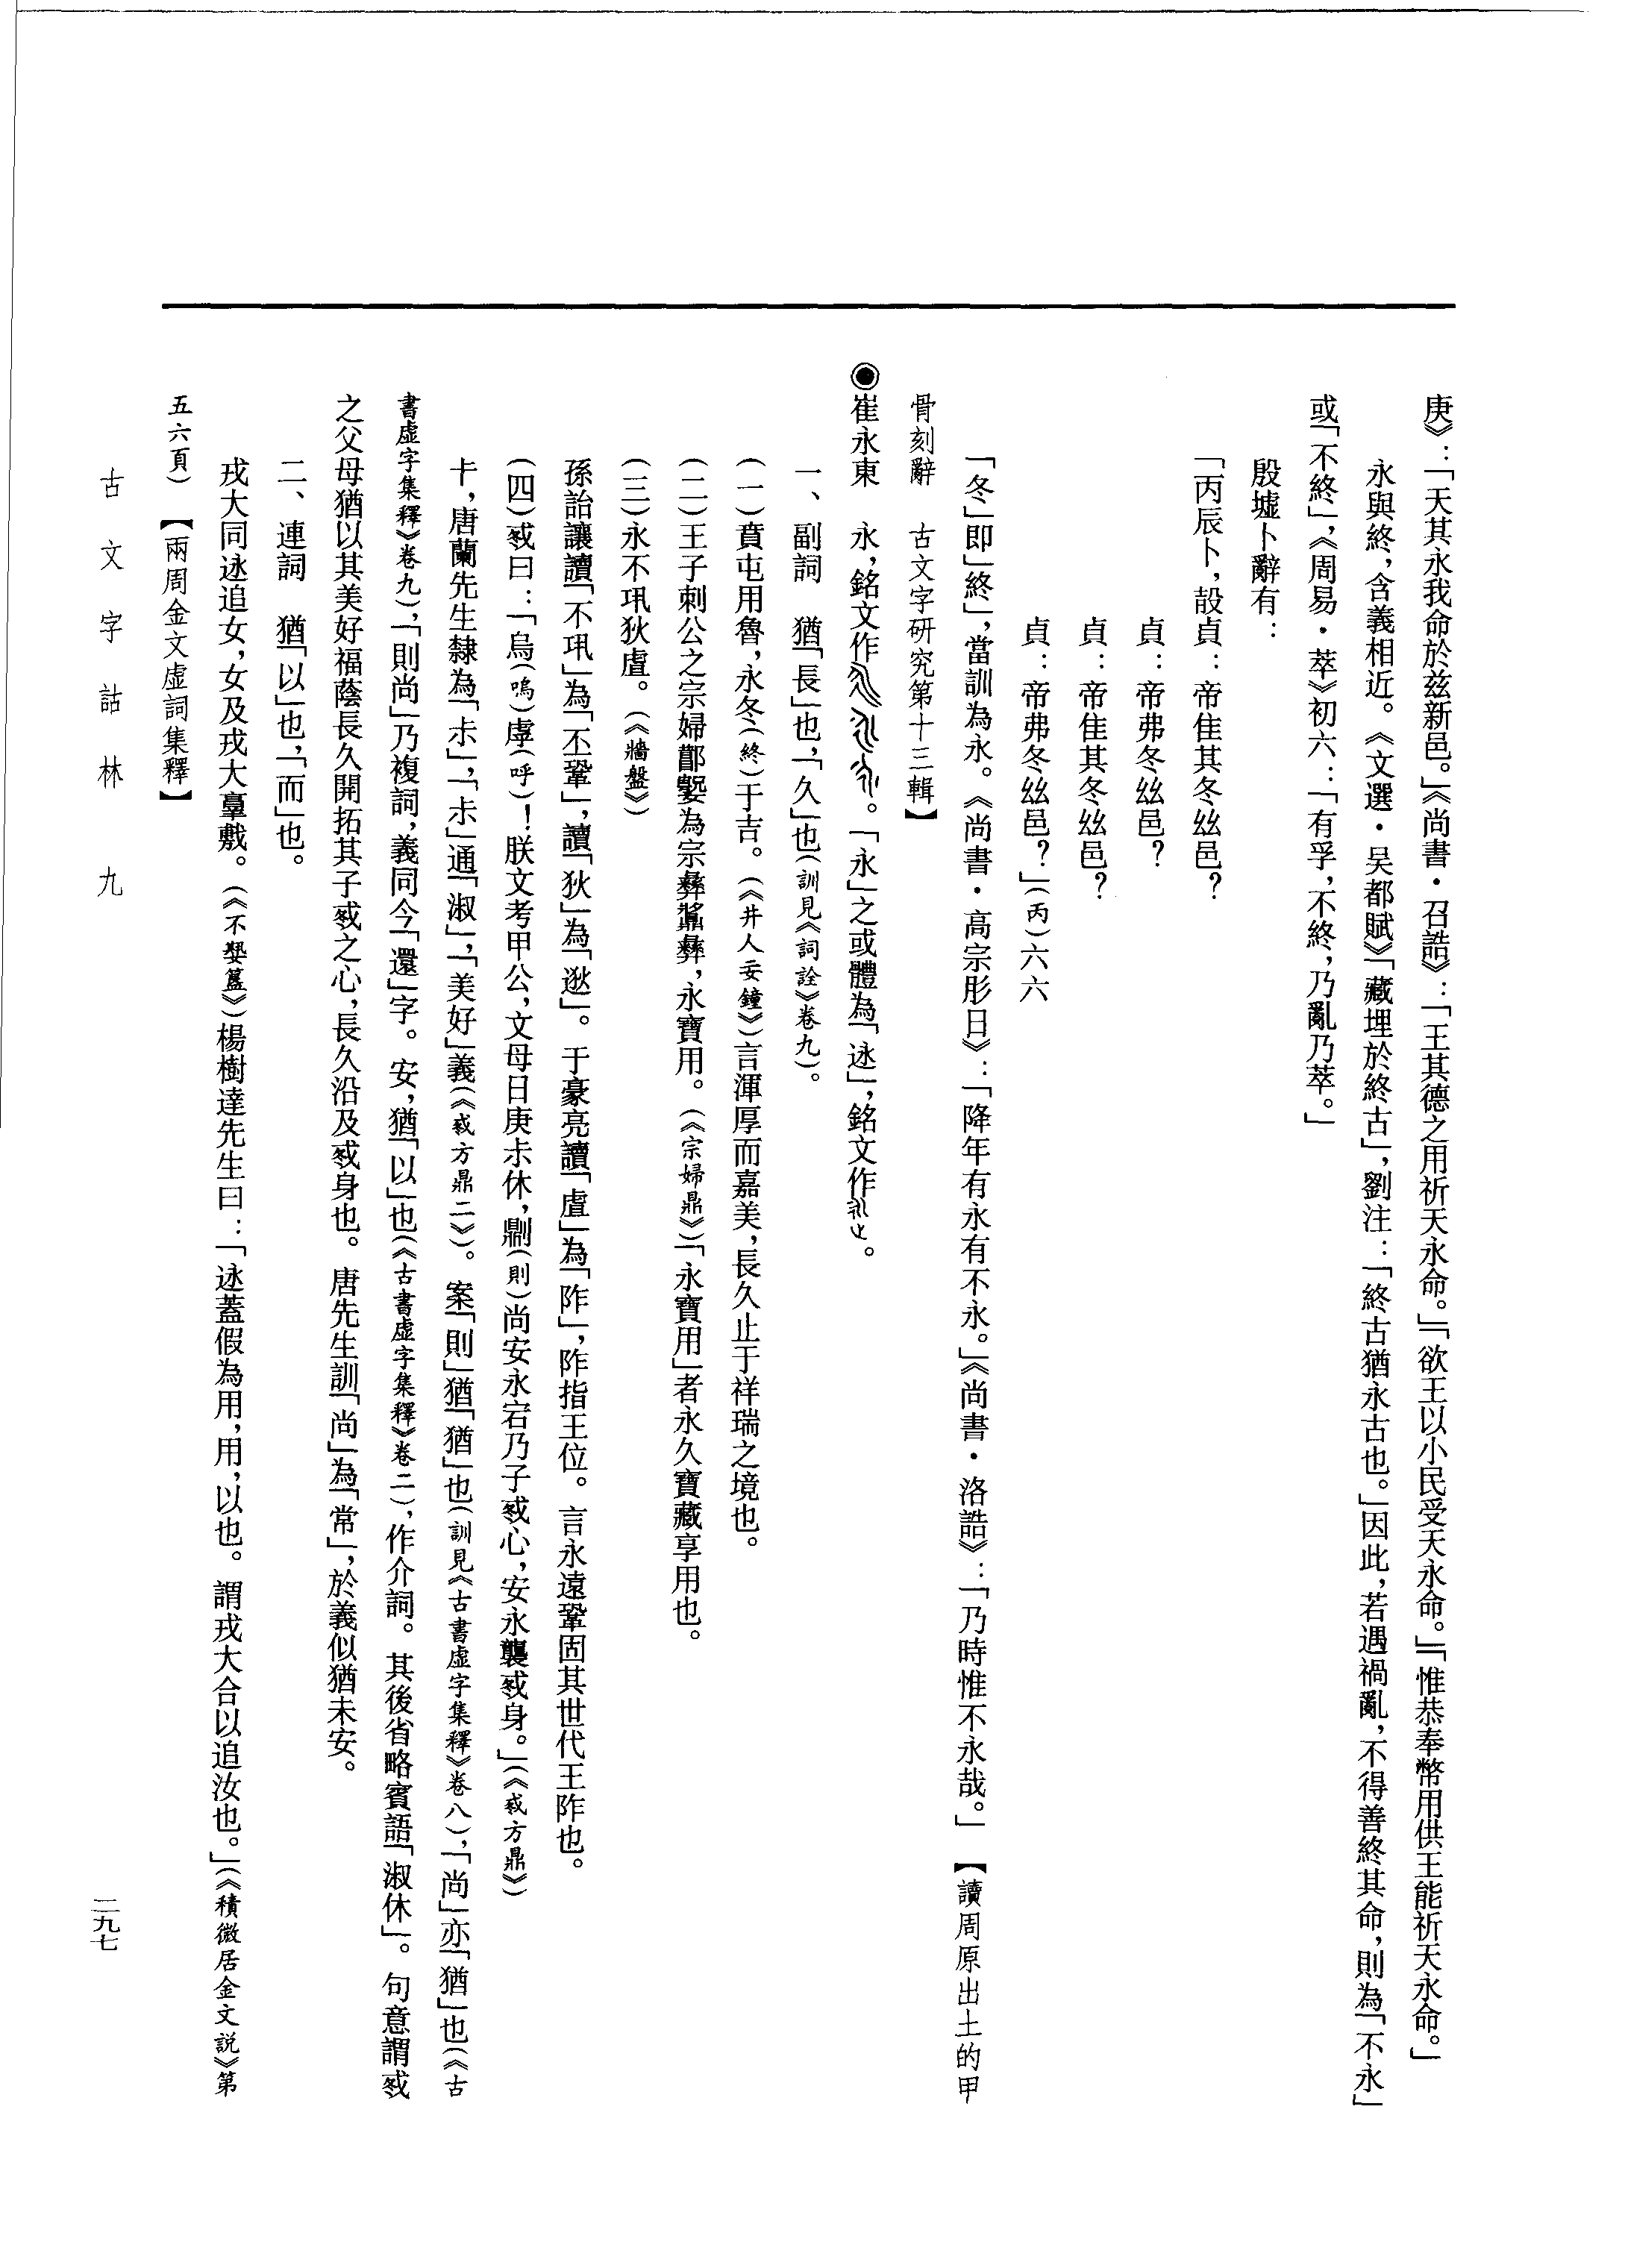 庚》：「天其永我命於兹新邑。」《尚書·召誥》：「王其德之用祈天永命。」「欲王以小民受天永命。」「惟恭奉幣用供王能祈天永命。」
永與終，含義相近。《文選·吴都賦》「藏埋於終古」，劉注：「終古猶永古也。」因此，若遇禍亂，不得善終其命，則為「不永」
或「不終」，《周易·萃》初六：「有孚，不終，乃亂乃萃。」
殷墟卜辭有：
「丙辰卜，㱿貞：帝隹其冬𢆶邑？
貞：帝弗冬𢆶邑？
貞：帝隹其冬𢆶邑？
貞：帝弗冬𢆶邑？」（丙）六六
「冬」即「終」，當訓為永。《尚書·高宗肜日》：「降年有永有不永。」《尚書·洛誥》：「乃時惟不永哉。」 【讀周原出土的甲
骨刻辭 古文字研究第十三輯】
◉崔永東 永，銘文作。「永」之或體為「迖」，銘文作。
一、副詞 猶「長」也，「久」也（訓見《詞詮》卷九）。
（一）賁屯用魯，永冬（終）于吉。（《井人妄鐘》）言渾厚而嘉美，長久止于祥瑞之境也。
（二）王子刺公之宗婦為宗彝彝，永寶用。（《宗婦鼎》）「永寶用」者永久寶藏享用也。
（三）永不巩狄虘。（《牆盤》）
孫詒讓讀「不巩」為「丕鞏」，讀「狄」為「逖」。于豪亮讀「虘」為「阼」，阼指王位。言永遠鞏固其世代王阼也。
（四）㺇曰：「烏（嗚）虖（呼）！朕文考甲公，文母日庚尗休，鼎（則）尚安永宕乃子㺇心，安永襲㺇身。」（《㺇方鼎》）
，唐蘭先生隸為「尗」，「尗」通「淑」，「美好」義（《㺇方鼎二》）。案「則」猶「猶」也（訓見《古書虛字集釋》卷八），「尚」亦「猶」也（《古
書虛字集釋》卷九），「則尚」乃複詞，義同今「還」字。安，猶「以」也（《古書虛字集釋》卷二），作介詞。其後省略賓語「淑休」。句意謂㺇
之父母猶以其美好福蔭長久開拓其子㺇之心，長久沿及㺇身也。唐先生訓「尚」為「常」，於義似猶未安。
二、連詞 猶「以」也，「而」也。
戎大同追女，女及戎大𦎫㪤。（《不𡢁簋》）楊樹達先生曰：「蓋假為用，用，以也。謂戎大合以追汝也。」（《積微居金文説》第
五六頁） 【兩周金文虛詞集釋】
古文字詁林 九
二九七